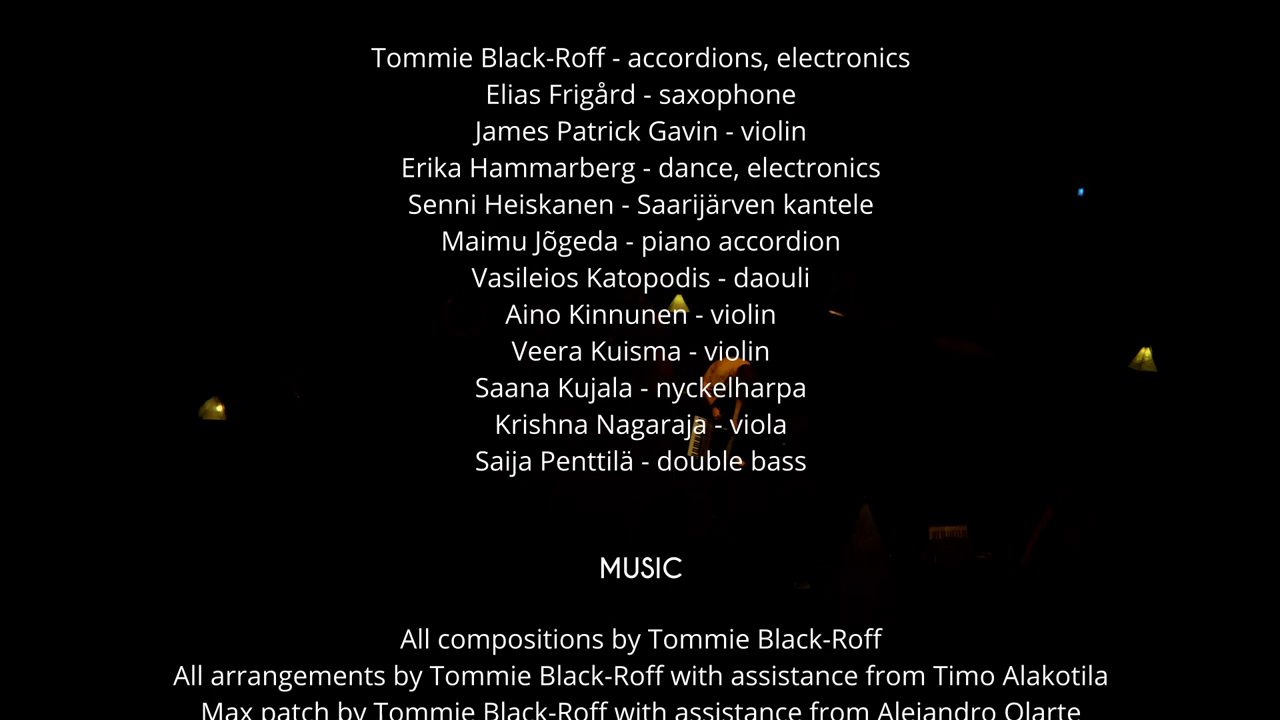 Tommie Black-Roff - accordions, electronics
Elias Frigård - saxophone
James Patrick Gavin - violin
Erika Hammarberg - dance, electronics
Senni Heiskanen - Saarijärven kantele
Maimu Jõgeda - piano accordion
Vasileios Katopodis - daouli
Aino Kinnunen - violin
Veera Kuisma - violin
Saana Kujala - nyckelharpa
Krishna Nagaraja - viola
Saija Penttilä - double bass
MUSIC
All compositions by Tommie Black-Roff
All arrangements by Tommie Black-Roff with assistance from Timo Alakotila
Max patch by Tommie Black-Roff with assistance from Alejandro Olarte